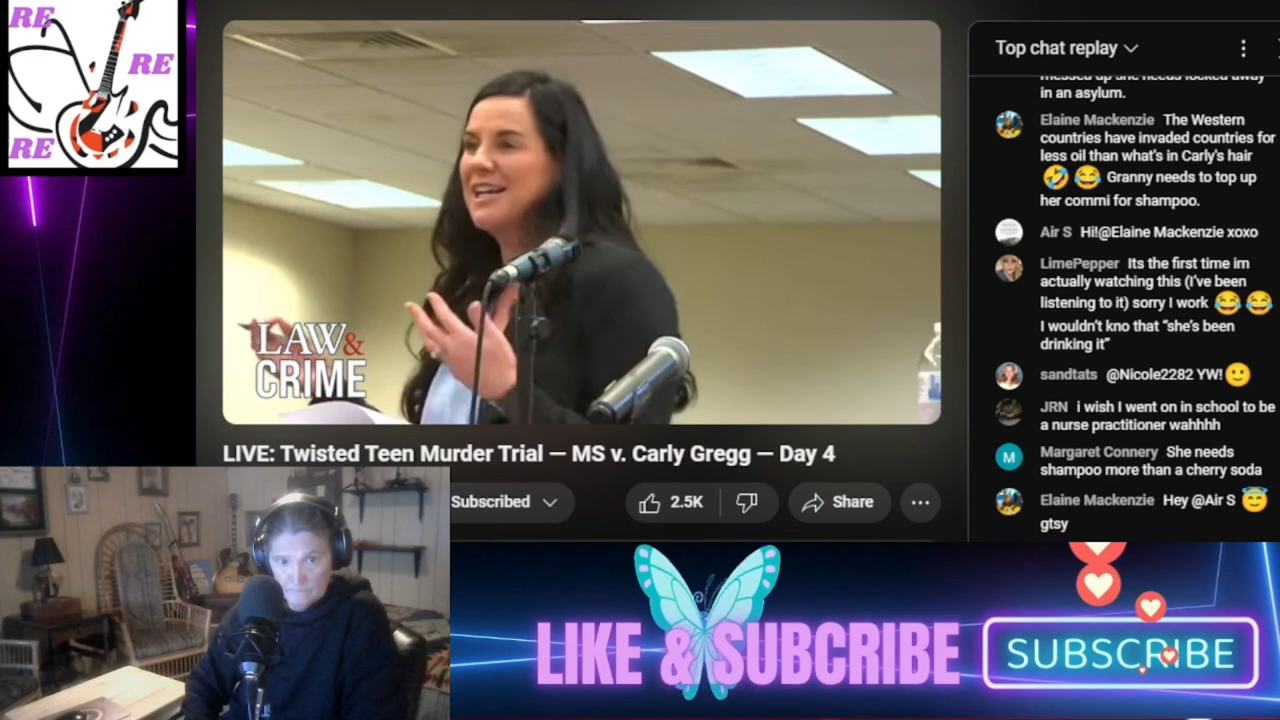 RE
RE
RE
LAW&
CRIME
LIVE: Twisted Teen Murder Trial — MS v. Carly Gregg — Day 4
Subscribed
2.5K
Share
Top chat replay
messed up she needs locked away
in an asylum.
Elaine Mackenzie The Western
countries have invaded countries for
less oil than what's in Carly's hair
🤣 😂 Granny needs to top up
her commi for shampoo.
Air S Hi!@Elaine Mackenzie xoxo
LimePepper Its the first time im
actually watching this (I've been
listening to it) sorry I work 😂 😂
I wouldn't kno that "she's been
drinking it"
sandtats @Nicole2282 YW! 🙂
JRN i wish I went on in school to be
a nurse practitioner wahhhh
M
Margaret Connery She needs
shampoo more than a cherry soda
Elaine Mackenzie Hey @Air S 😇
gtsy
LIKE & SUBCRIBE
SUBSCRIBE